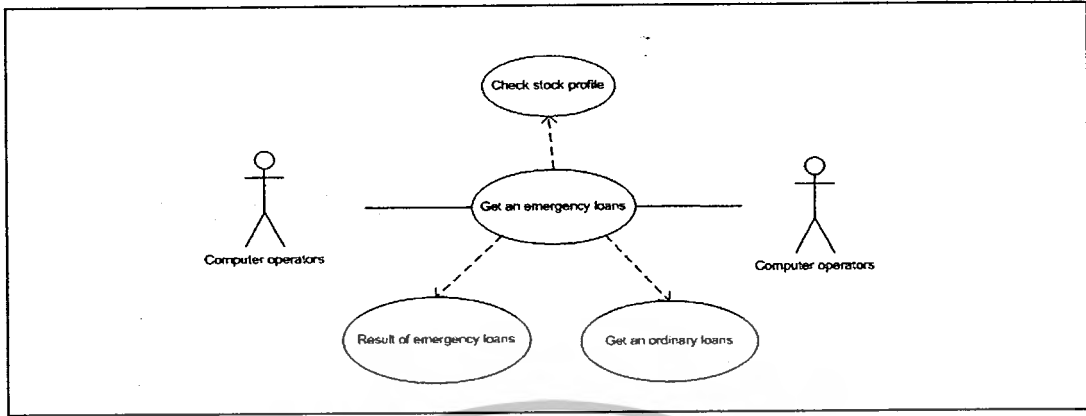 Check stock profile
Get an emergency loans
Computer operators
Computer operators
Result of emergency loans
Get an ordinary loans